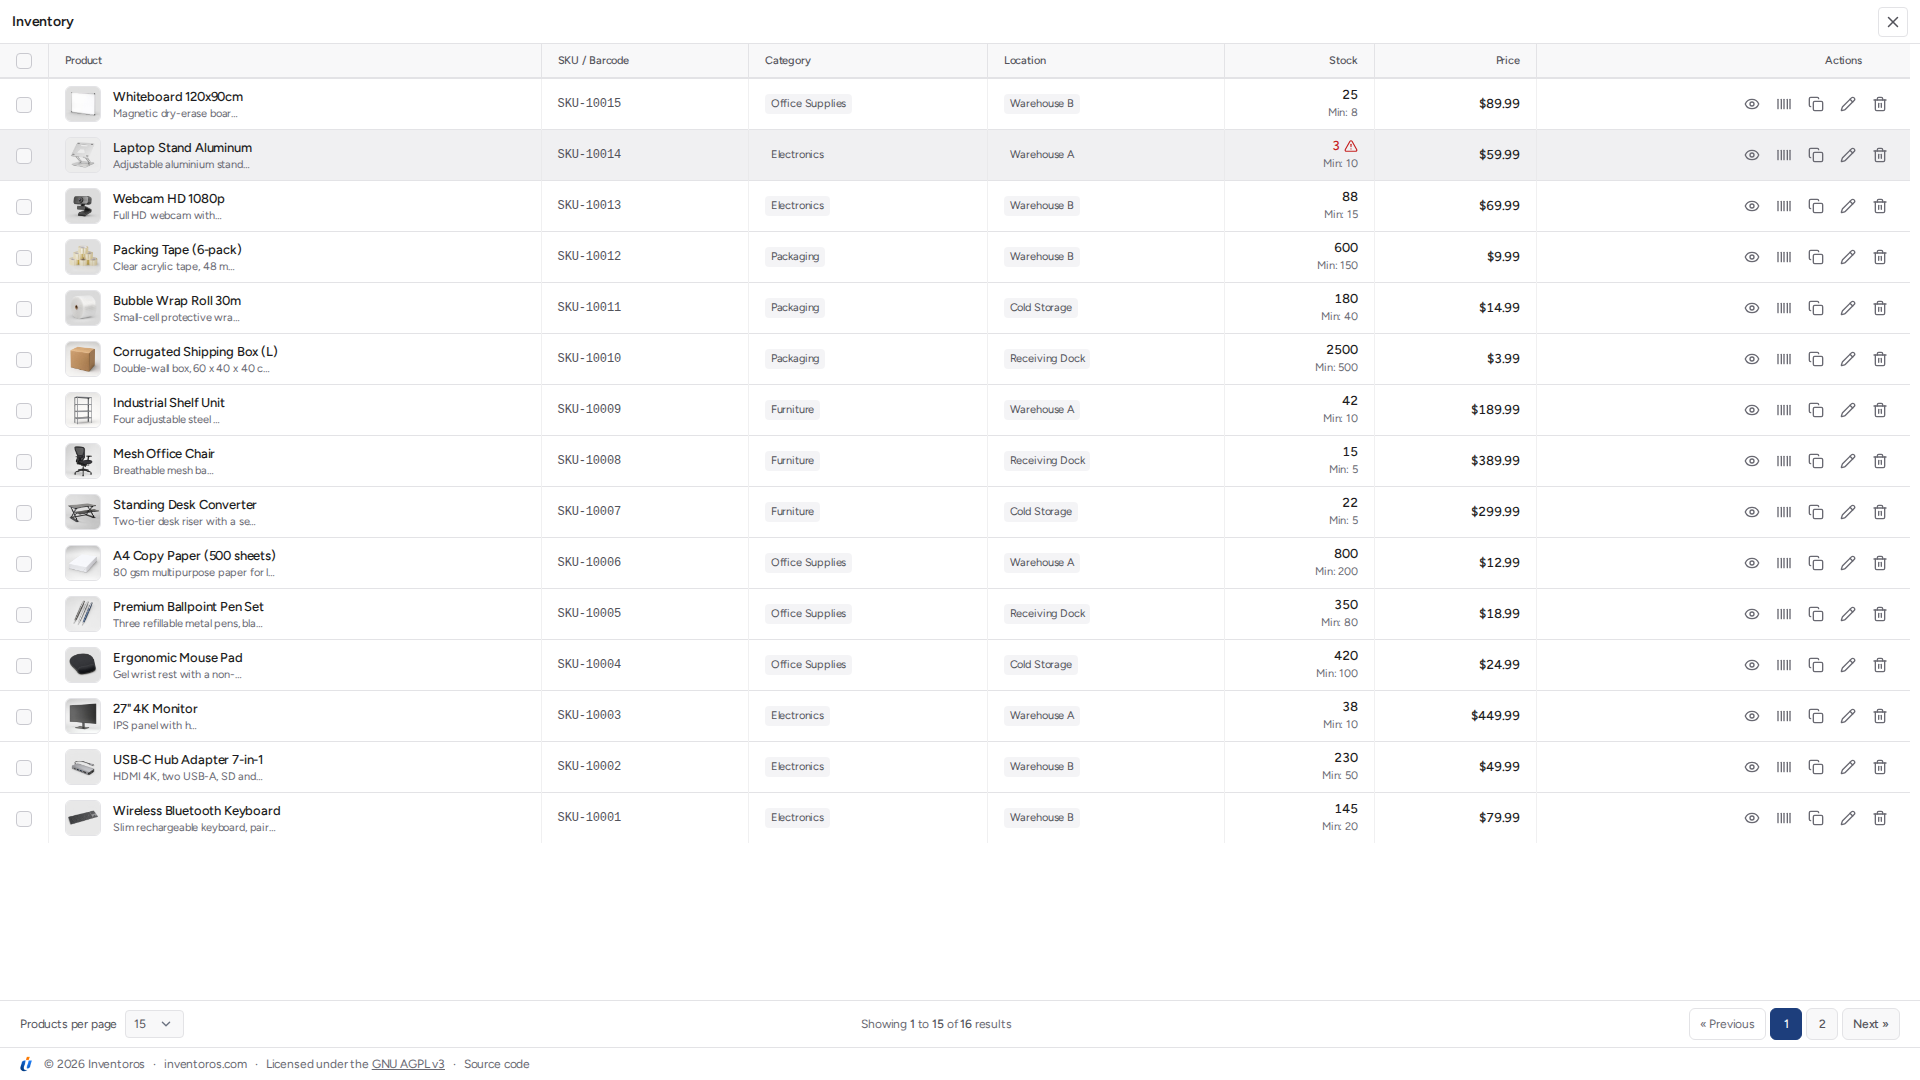 Inventory
Product SKU / Barcode Category Location Stock Price Actions
Whiteboard 120x90cm
Magnetic dry-erase boar...
SKU-10015 Office Supplies Warehouse B 25 $89.99
Min: 8
Laptop Stand Aluminum
Adjustable aluminium stand...
SKU-10014 Electronics Warehouse A 3 $59.99
Min: 10
Webcam HD 1080p
Full HD webcam with...
SKU-10013 Electronics Warehouse B 88 $69.99
Min: 15
Packing Tape (6-pack)
Clear acrylic tape, 48 m...
SKU-10012 Packaging Warehouse B 600 $9.99
Min: 150
Bubble Wrap Roll 30m
Small-cell protective wra...
SKU-10011 Packaging Cold Storage 180 $14.99
Min: 40
Corrugated Shipping Box (L)
Double-wall box, 60 x 40 x 40 c...
SKU-10010 Packaging Receiving Dock 2500 $3.99
Min: 500
Industrial Shelf Unit
Four adjustable steel ...
SKU-10009 Furniture Warehouse A 42 $189.99
Min: 10
Mesh Office Chair
Breathable mesh ba...
SKU-10008 Furniture Receiving Dock 15 $389.99
Min: 5
Standing Desk Converter
Two-tier desk riser with a se...
SKU-10007 Furniture Cold Storage 22 $299.99
Min: 5
A4 Copy Paper (500 sheets)
80 gsm multipurpose paper for l...
SKU-10006 Office Supplies Warehouse A 800 $12.99
Min: 200
Premium Ballpoint Pen Set
Three refillable metal pens, bla...
SKU-10005 Office Supplies Receiving Dock 350 $18.99
Min: 80
Ergonomic Mouse Pad
Gel wrist rest with a non-...
SKU-10004 Office Supplies Cold Storage 420 $24.99
Min: 100
27" 4K Monitor
IPS panel with h...
SKU-10003 Electronics Warehouse A 38 $449.99
Min: 10
USB-C Hub Adapter 7-in-1
HDMI 4K, two USB-A, SD and...
SKU-10002 Electronics Warehouse B 230 $49.99
Min: 50
Wireless Bluetooth Keyboard
Slim rechargeable keyboard, pair...
SKU-10001 Electronics Warehouse B 145 $79.99
Min: 20
Products per page 15 Showing 1 to 15 of 16 results « Previous 1 2 Next »
© 2026 Inventoros · inventoros.com · Licensed under the GNU AGPL v3 · Source code